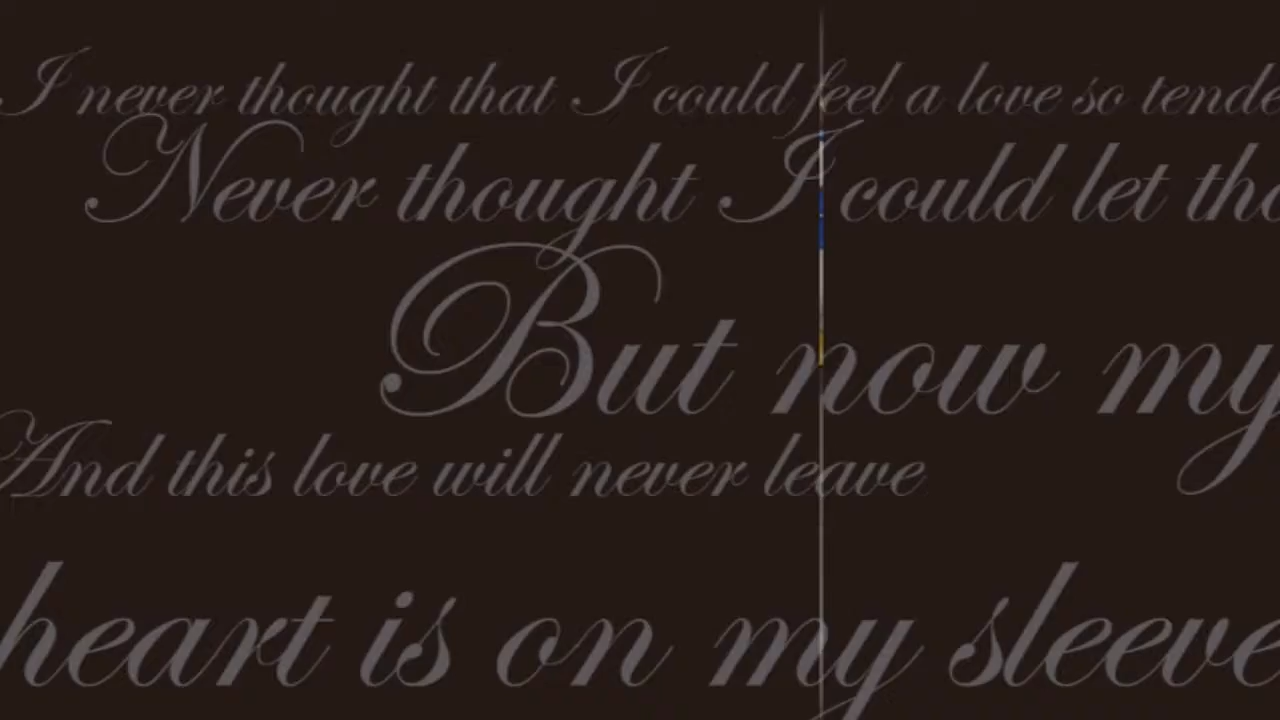 I never thought that I could feel a love so tende
Never thought I could let tha
But now my
And this love will never leave
heart is on my sleeve